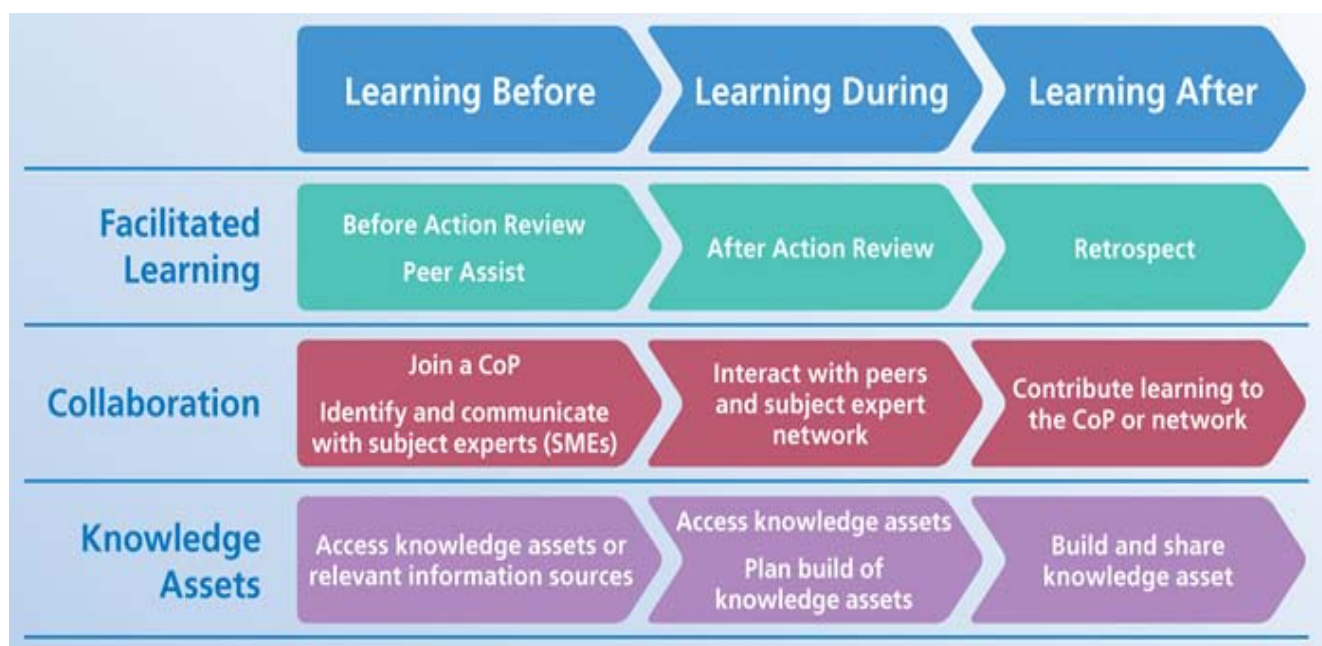 Learning Before
Learning During
Learning After
Facilitated
Learning
Before Action Review
Peer Assist
After Action Review
Retrospect
Collaboration
Join a CoP
Identify and communicate
with subject experts (SMEs)
Interact with peers
and subject expert
network
Contribute learning to
the CoP or network
Knowledge
Assets
Access knowledge assets or
relevant information sources
Access knowledge assets
Plan build of
knowledge assets
Build and share
knowledge asset